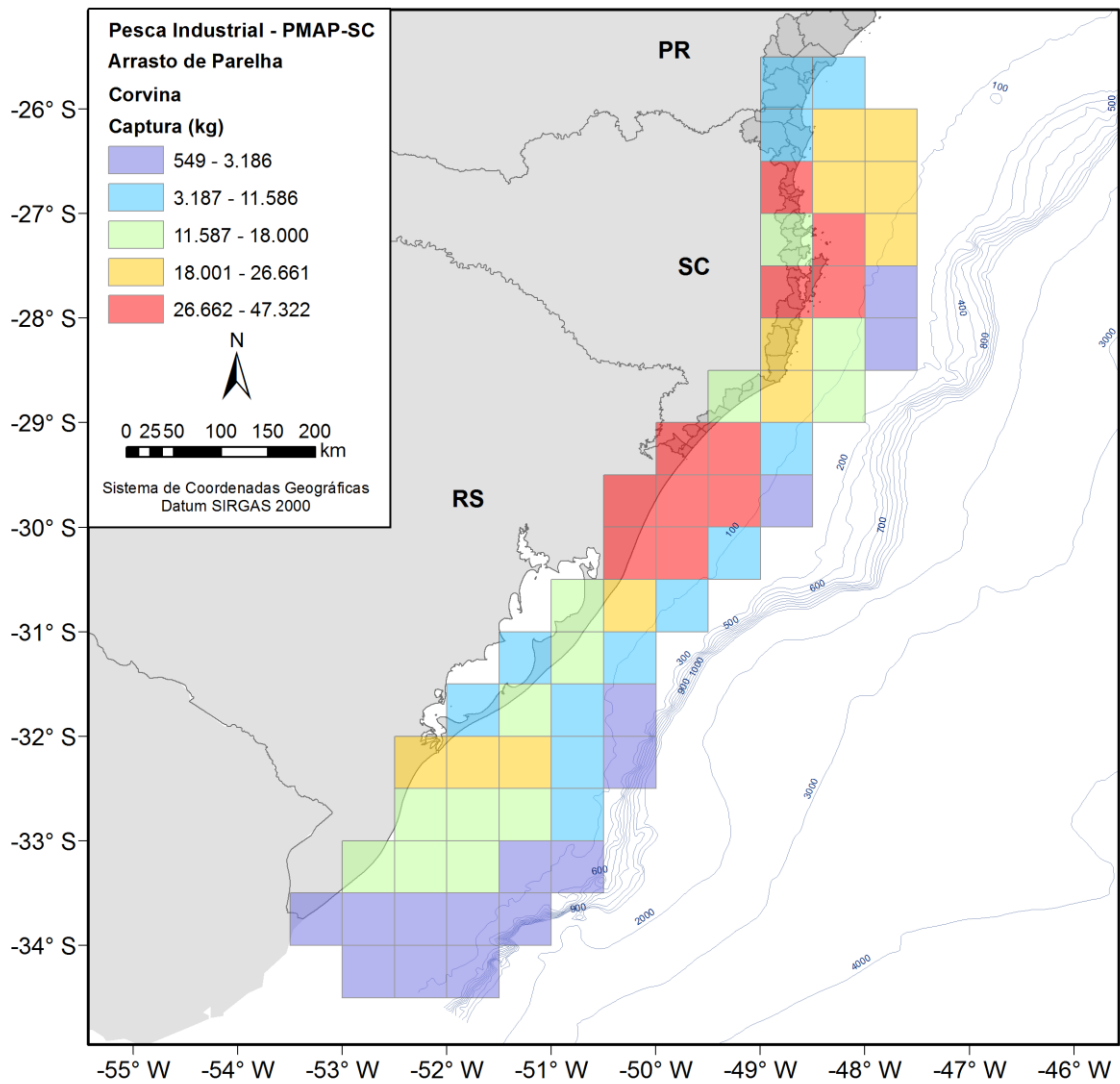 Pesca Industrial - PMAP-SC
Arrasto de Parelha
Corvina
Captura (kg)
549 - 3.186
3.187 - 11.586
11.587 - 18.000
18.001 - 26.661
26.662 - 47.322
N
0 25 50 100 150 200
km
Sistema de Coordenadas Geográficas
Datum SIRGAS 2000
PR
SC
RS
-26° S
-27° S
-28° S
-29° S
-30° S
-31° S
-32° S
-33° S
-34° S
100
500
400
800
3000
200
700
100
600
500
300
1000
900
3000
600
900
2000
4000
-55° W -54° W -53° W -52° W -51° W -50° W -49° W -48° W -47° W -46° W